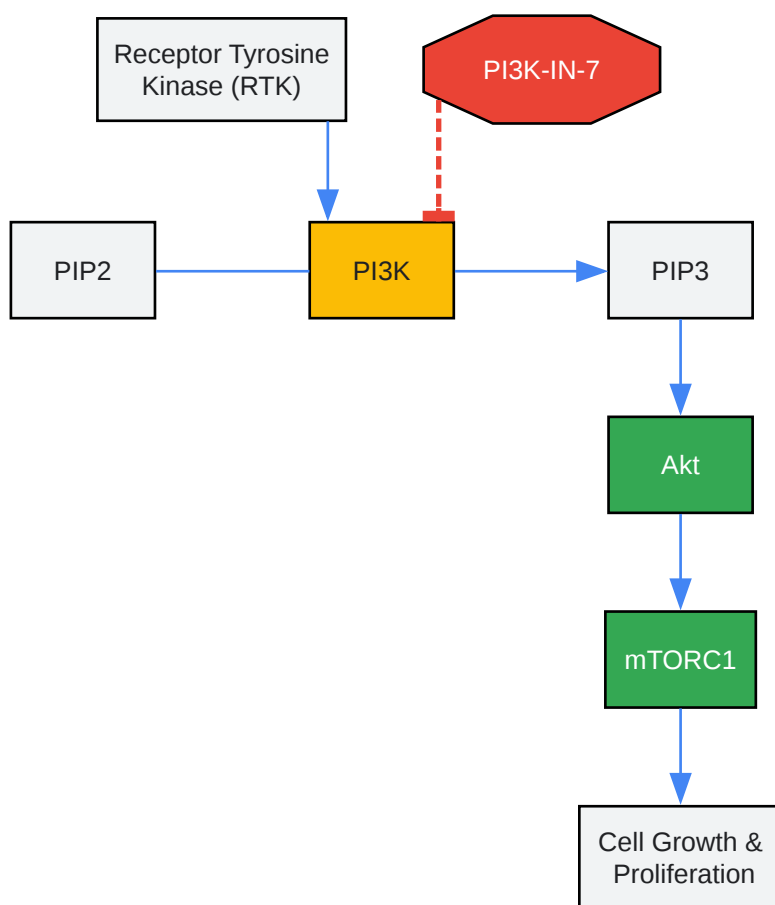 Receptor Tyrosine
Kinase (RTK)
PI3K-IN-7
PIP2
PI3K
PIP3
Akt
mTORC1
Cell Growth &
Proliferation